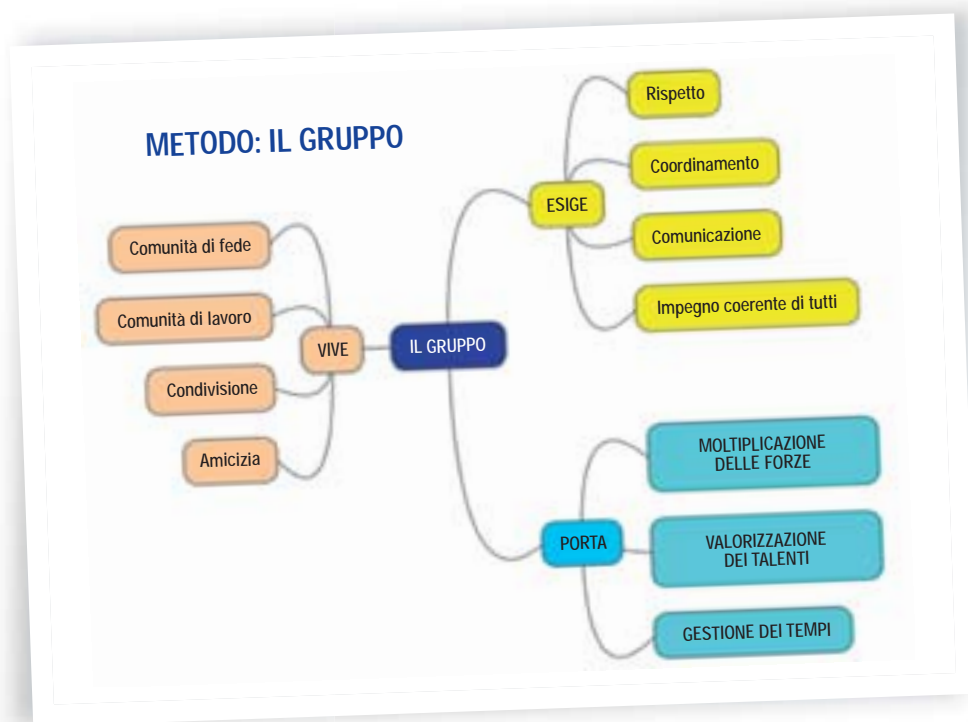 METODO: IL GRUPPO
Comunità di fede
Comunità di lavoro
Condivisione
Amicizia
VIVE
IL GRUPPO
ESIGE
Rispetto
Coordinamento
Comunicazione
Impegno coerente di tutti
PORTA
MOLTIPLICAZIONE
DELLE FORZE
VALORIZZAZIONE
DEI TALENTI
GESTIONE DEI TEMPI